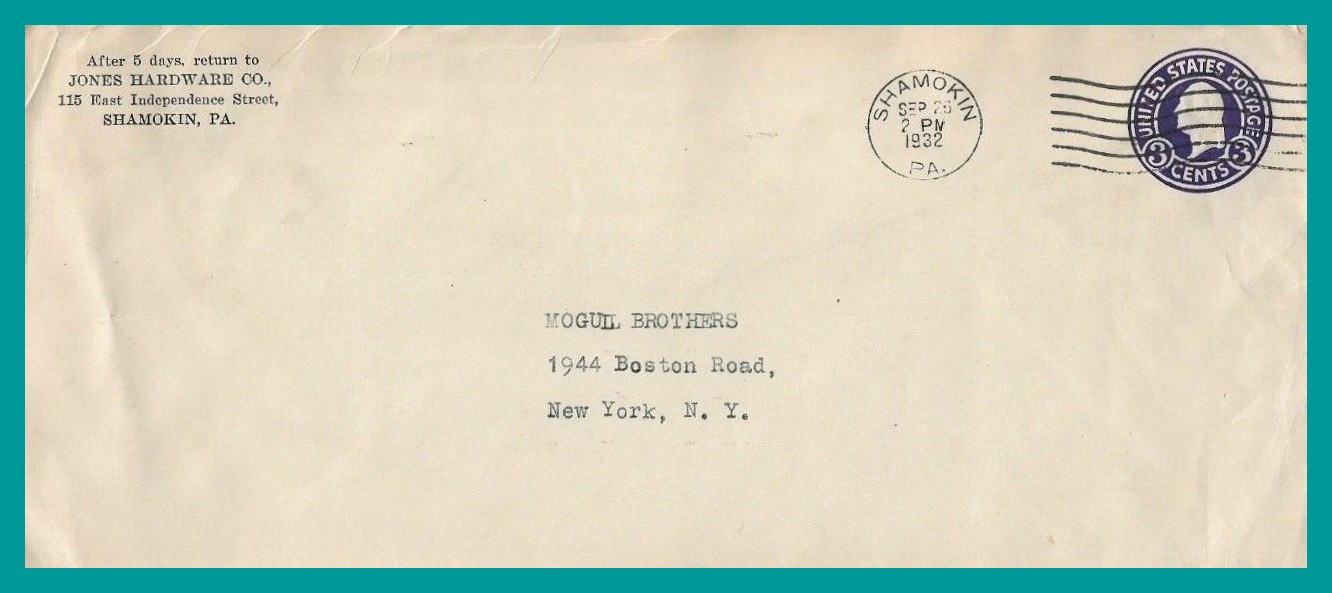 After 5 days, return to
JONES HARDWARE CO.,
115 East Independence Street,
SHAMOKIN, PA.
SHAMOKIN
SEP 26
2 PM
1932
PA.
UNITED STATES POSTAGE
3 CENTS 3
MOGUIL BROTHERS
1944 Boston Road,
New York, N. Y.